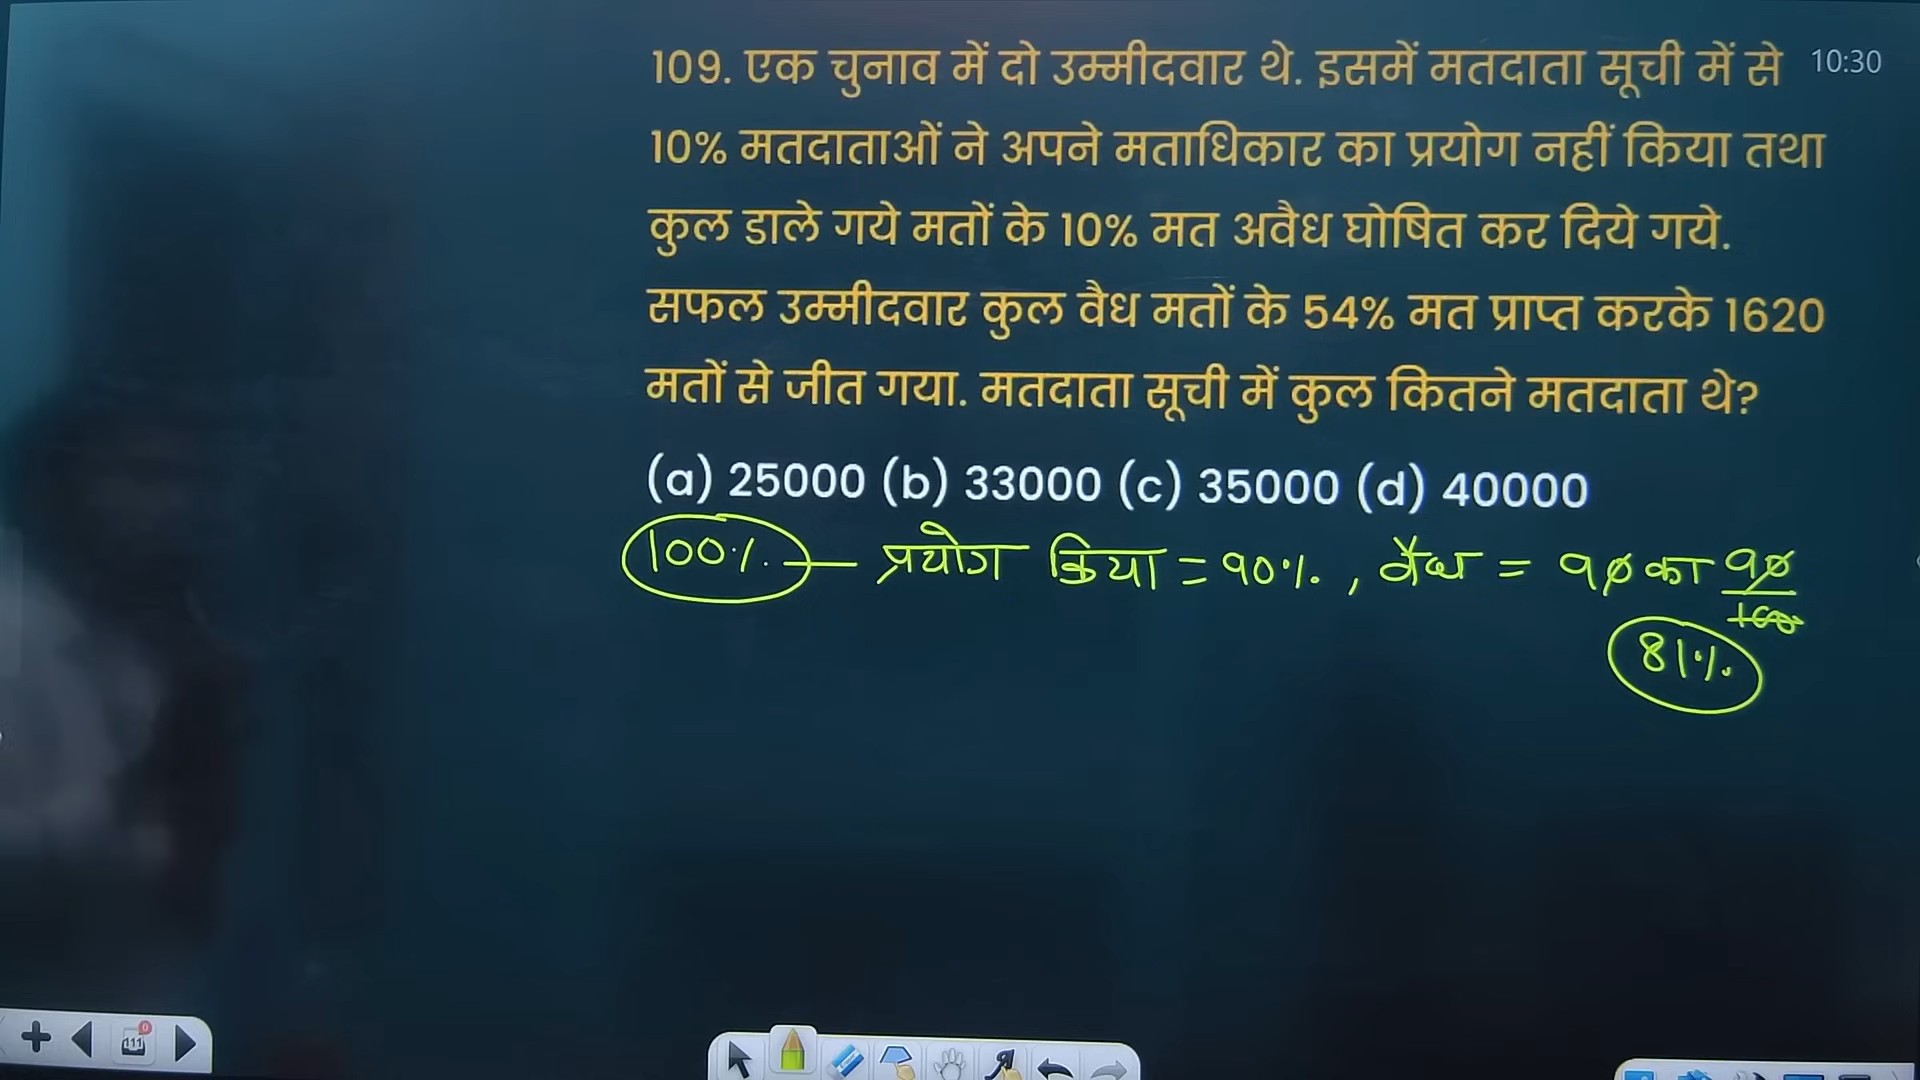 109. एक चुनाव में दो उम्मीदवार थे. इसमें मतदाता सूची में से
10:30
10% मतदाताओं ने अपने मताधिकार का प्रयोग नहीं किया तथा
कुल डाले गये मतों के 10% मत अवैध घोषित कर दिये गये.
सफल उम्मीदवार कुल वैध मतों के 54% मत प्राप्त करके 1620
मतों से जीत गया. मतदाता सूची में कुल कितने मतदाता थे?
(a) 25000 (b) 33000 (c) 35000 (d) 40000
100% — प्रयोग किया = 90%, वैध = 90 का 90/100
81%
111
0